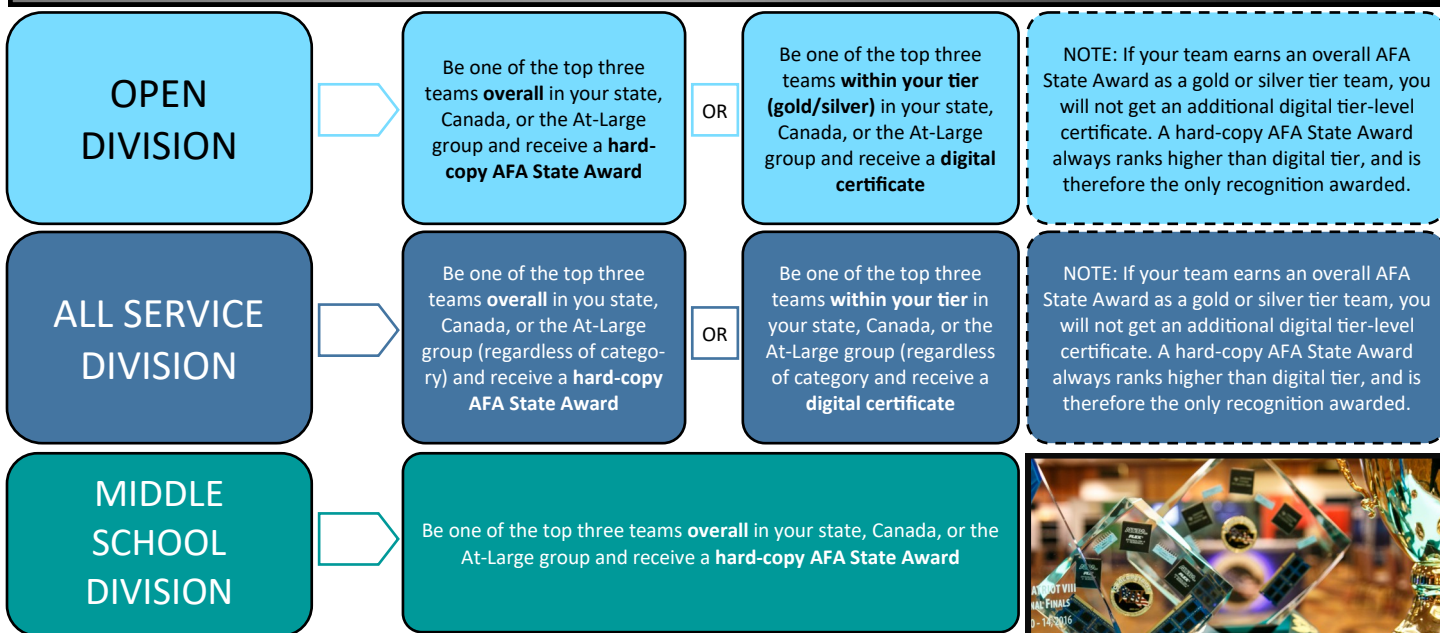 OPEN
DIVISION
Be one of the top three
teams overall in your state,
Canada, or the At-Large
group and receive a hard-
copy AFA State Award
OR
Be one of the top three
teams within your tier
(gold/silver) in your state,
Canada, or the At-Large
group and receive a digital
certificate
NOTE: If your team earns an overall AFA
State Award as a gold or silver tier team, you
will not get an additional digital tier-level
certificate. A hard-copy AFA State Award
always ranks higher than digital tier, and is
therefore the only recognition awarded.
ALL SERVICE
DIVISION
Be one of the top three
teams overall in you state,
Canada, or the At-Large
group (regardless of catego-
ry) and receive a hard-copy
AFA State Award
OR
Be one of the top three
teams within your tier in
your state, Canada, or the
At-Large group (regardless
of category and receive a
digital certificate
NOTE: If your team earns an overall AFA
State Award as a gold or silver tier team, you
will not get an additional digital tier-level
certificate. A hard-copy AFA State Award
always ranks higher than digital tier, and is
therefore the only recognition awarded.
MIDDLE
SCHOOL
DIVISION
Be one of the top three teams overall in your state, Canada, or the
At-Large group and receive a hard-copy AFA State Award
VIII
FINALS
14, 2016